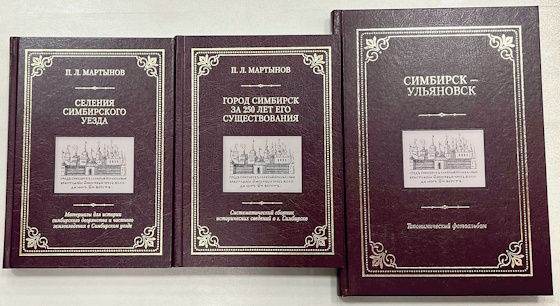 П. Л. МАРТЫНОВ
СЕЛЕНИЯ
СИМБИРСКОГО
УЕЗДА
Материалы для истории
симбирского дворянства и частного
землевладения в Симбирском уезде
П. Л. МАРТЫНОВ
ГОРОД СИМБИРСК
ЗА 250 ЛЕТ ЕГО
СУЩЕСТВОВАНИЯ
Систематический сборник
исторических сведений о г. Симбирске
СИМБИРСК —
УЛЬЯНОВСК
Топонимический фотоальбом